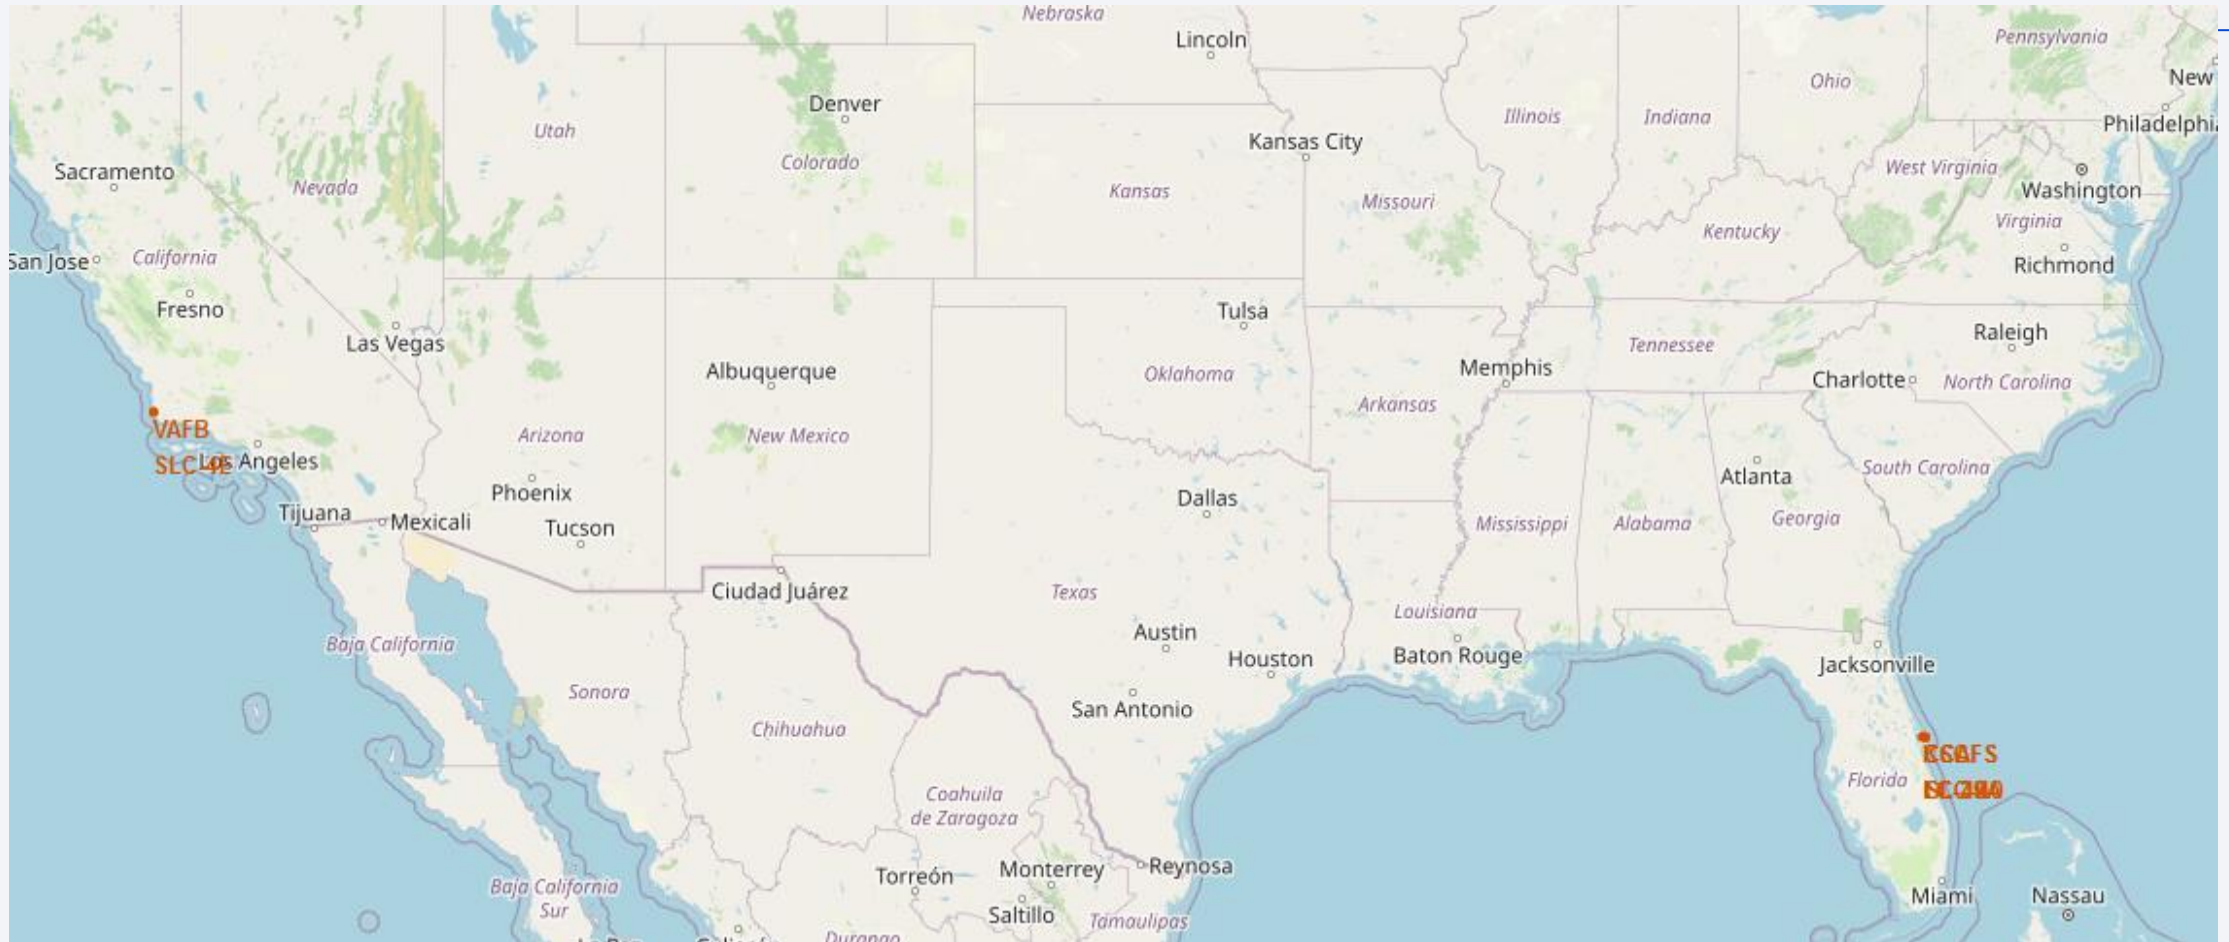 Nebraska
Lincoln
Pennsylvania
New
Ohio
Denver
Illinois
Indiana
Philadelphia
Utah
Kansas City
Colorado
Sacramento
Nevada
Kansas
Missouri
West Virginia
Washington
Virginia
Kentucky
San Jose
California
Richmond
Fresno
Tulsa
Las Vegas
Raleigh
Tennessee
Albuquerque
Oklahoma
Memphis
Charlotte
North Carolina
Arkansas
VAFB
SLC-4E
Los Angeles
Arizona
New Mexico
Atlanta
South Carolina
Phoenix
Dallas
Tijuana
Mexicali
Tucson
Mississippi
Alabama
Georgia
Ciudad Juárez
Texas
Louisiana
Austin
Baja California
Houston
Baton Rouge
Jacksonville
Sonora
San Antonio
Chihuahua
Florida
Coahuila
de Zaragoza
Torreón
Monterrey
Reynosa
Baja California
Sur
Saltillo
Tamaulipas
Miami
Nassau
Durango